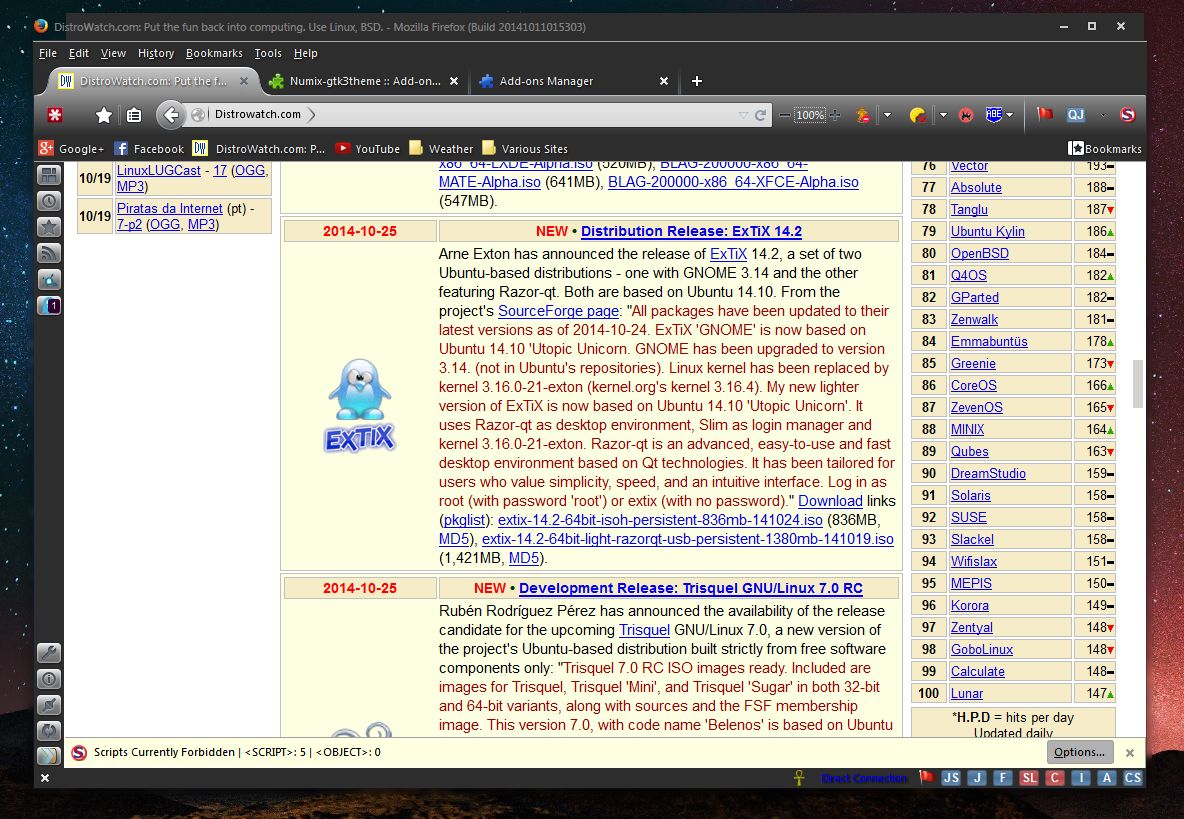 DistroWatch.com: Put the fun back into computing. Use Linux, BSD. - Mozilla Firefox (Build 20141011015303)
File Edit View History Bookmarks Tools Help
DW DistroWatch.com: Put the f... Numix-gtk3theme :: Add-on... Add-ons Manager
Distrowatch.com 100% ABE QJ S
Google+ Facebook DW DistroWatch.com: P... YouTube Weather Various Sites Bookmarks
10/19 LinuxLUGCast - 17 (OGG,
MP3)
10/19 Piratas da Internet (pt) -
7-p2 (OGG, MP3)
1
x86_64-LXDE-Alpha.iso (520MB), BLAG-200000-x86_64-
MATE-Alpha.iso (641MB), BLAG-200000-x86_64-XFCE-Alpha.iso
(547MB).
2014-10-25 NEW • Distribution Release: ExTiX 14.2
EXTIX
Arne Exton has announced the release of ExTiX 14.2, a set of two
Ubuntu-based distributions - one with GNOME 3.14 and the other
featuring Razor-qt. Both are based on Ubuntu 14.10. From the
project's SourceForge page: "All packages have been updated to their
latest versions as of 2014-10-24. ExTiX 'GNOME' is now based on
Ubuntu 14.10 'Utopic Unicorn. GNOME has been upgraded to version
3.14. (not in Ubuntu's repositories). Linux kernel has been replaced by
kernel 3.16.0-21-exton (kernel.org's kernel 3.16.4). My new lighter
version of ExTiX is now based on Ubuntu 14.10 'Utopic Unicorn'. It
uses Razor-qt as desktop environment, Slim as login manager and
kernel 3.16.0-21-exton. Razor-qt is an advanced, easy-to-use and fast
desktop environment based on Qt technologies. It has been tailored for
users who value simplicity, speed, and an intuitive interface. Log in as
root (with password 'root') or extix (with no password)." Download links
(pkglist): extix-14.2-64bit-isoh-persistent-836mb-141024.iso (836MB,
MD5), extix-14.2-64bit-light-razorqt-usb-persistent-1380mb-141019.iso
(1,421MB, MD5).
2014-10-25 NEW • Development Release: Trisquel GNU/Linux 7.0 RC
Rubén Rodríguez Pérez has announced the availability of the release
candidate for the upcoming Trisquel GNU/Linux 7.0, a new version of
the project's Ubuntu-based distribution built strictly from free software
components only: "Trisquel 7.0 RC ISO images ready. Included are
images for Trisquel, Trisquel 'Mini', and Trisquel 'Sugar' in both 32-bit
and 64-bit variants, along with sources and the FSF membership
image. This version 7.0, with code name 'Belenos' is based on Ubuntu
76 Vector 193
77 Absolute 188
78 Tanglu 187
79 Ubuntu Kylin 186
80 OpenBSD 184
81 Q4OS 182
82 GParted 182
83 Zenwalk 181
84 Emmabuntüs 178
85 Greenie 173
86 CoreOS 166
87 ZevenOS 165
88 MINIX 164
89 Qubes 163
90 DreamStudio 159
91 Solaris 158
92 SUSE 158
93 Slackel 158
94 Wifislax 151
95 MEPIS 150
96 Korora 149
97 Zentyal 148
98 GoboLinux 148
99 Calculate 148
100 Lunar 147
*H.P.D = hits per day
Updated daily
S Scripts Currently Forbidden | <SCRIPT>: 5 | <OBJECT>: 0 Options...
Direct Connection JS J F SL C I A CS